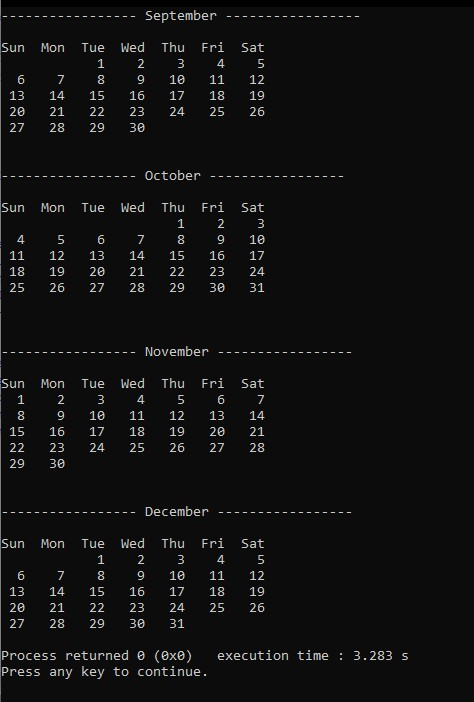 ----------------- September -----------------
Sun  Mon  Tue  Wed  Thu  Fri  Sat
            1    2    3    4    5
  6    7    8    9   10   11   12
 13   14   15   16   17   18   19
 20   21   22   23   24   25   26
 27   28   29   30
----------------- October -----------------
Sun  Mon  Tue  Wed  Thu  Fri  Sat
                      1    2    3
  4    5    6    7    8    9   10
 11   12   13   14   15   16   17
 18   19   20   21   22   23   24
 25   26   27   28   29   30   31
----------------- November -----------------
Sun  Mon  Tue  Wed  Thu  Fri  Sat
  1    2    3    4    5    6    7
  8    9   10   11   12   13   14
 15   16   17   18   19   20   21
 22   23   24   25   26   27   28
 29   30
----------------- December -----------------
Sun  Mon  Tue  Wed  Thu  Fri  Sat
            1    2    3    4    5
  6    7    8    9   10   11   12
 13   14   15   16   17   18   19
 20   21   22   23   24   25   26
 27   28   29   30   31
Process returned 0 (0x0)   execution time : 3.283 s
Press any key to continue.